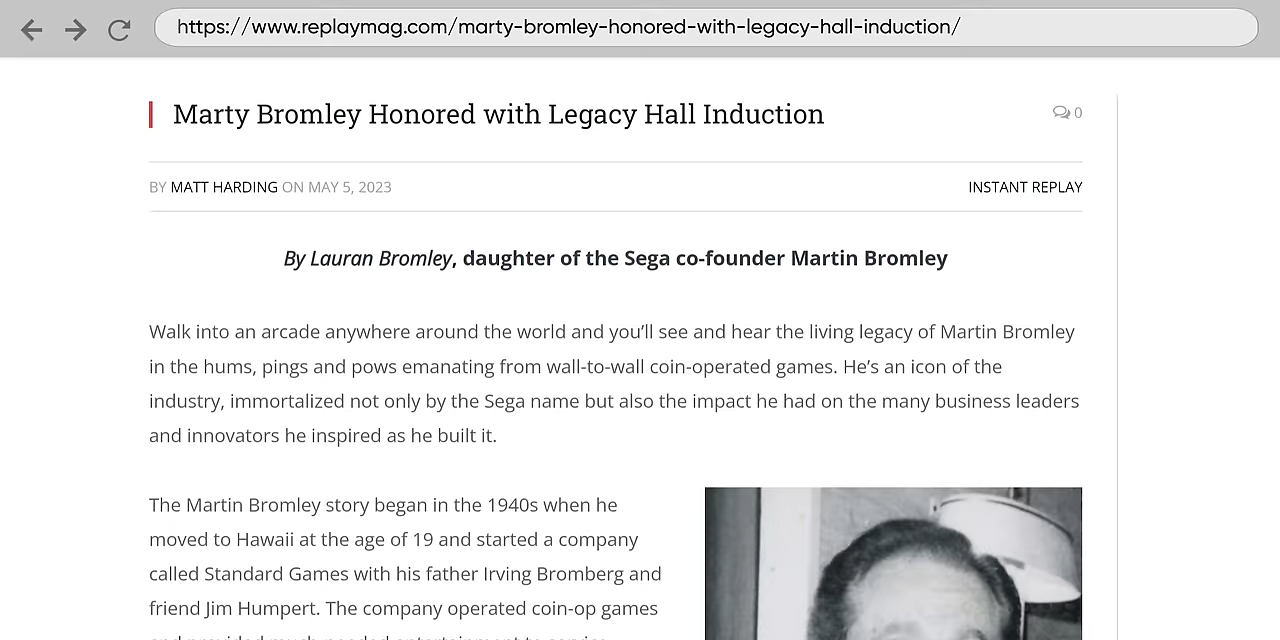 https://www.replaymag.com/marty-bromley-honored-with-legacy-hall-induction/
Marty Bromley Honored with Legacy Hall Induction
0
BY MATT HARDING ON MAY 5, 2023
INSTANT REPLAY
By Lauran Bromley, daughter of the Sega co-founder Martin Bromley
Walk into an arcade anywhere around the world and you’ll see and hear the living legacy of Martin Bromley
in the hums, pings and pows emanating from wall-to-wall coin-operated games. He’s an icon of the
industry, immortalized not only by the Sega name but also the impact he had on the many business leaders
and innovators he inspired as he built it.
The Martin Bromley story began in the 1940s when he
moved to Hawaii at the age of 19 and started a company
called Standard Games with his father Irving Bromberg and
friend Jim Humpert. The company operated coin-op games